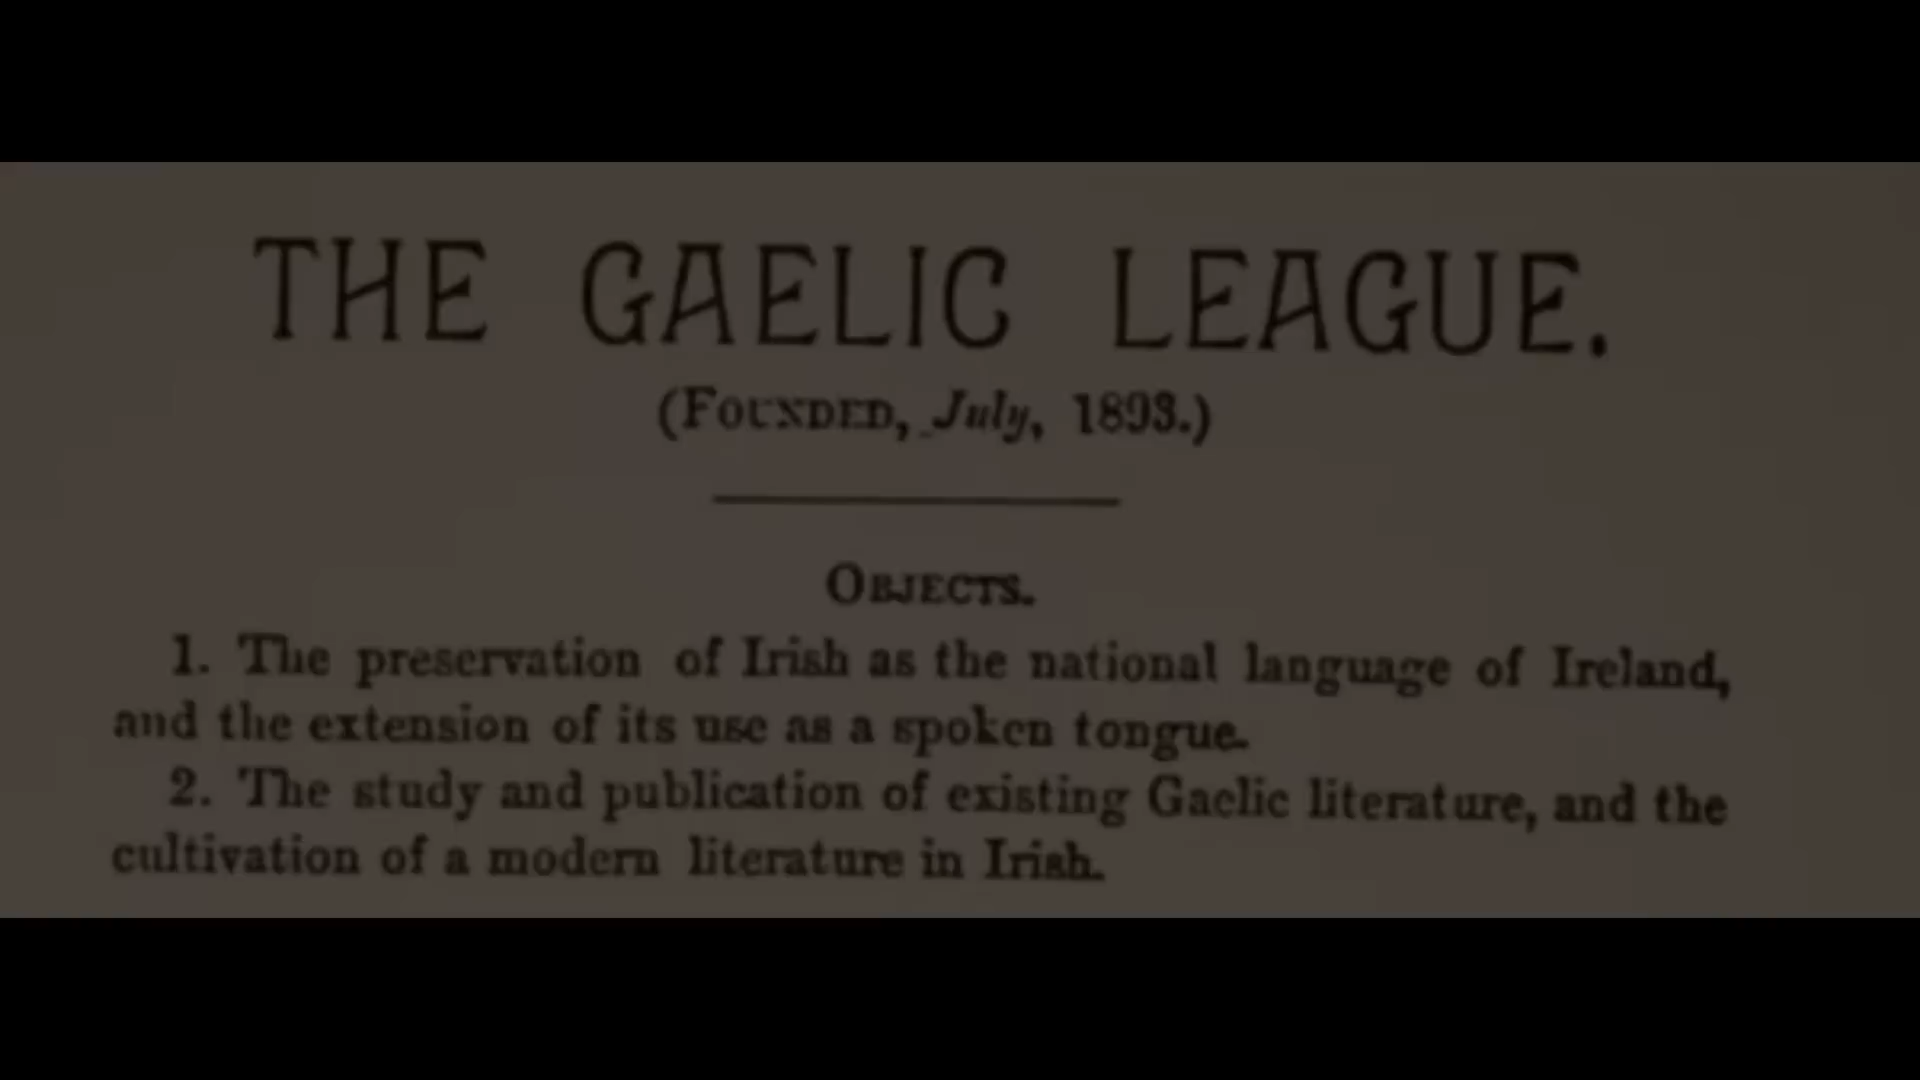 THE GAELIC LEAGUE.
(FOUNDED, July, 1893.)
OBJECTS.
1. The preservation of Irish as the national language of Ireland,
and the extension of its use as a spoken tongue.
2. The study and publication of existing Gaelic literature, and the
cultivation of a modern literature in Irish.